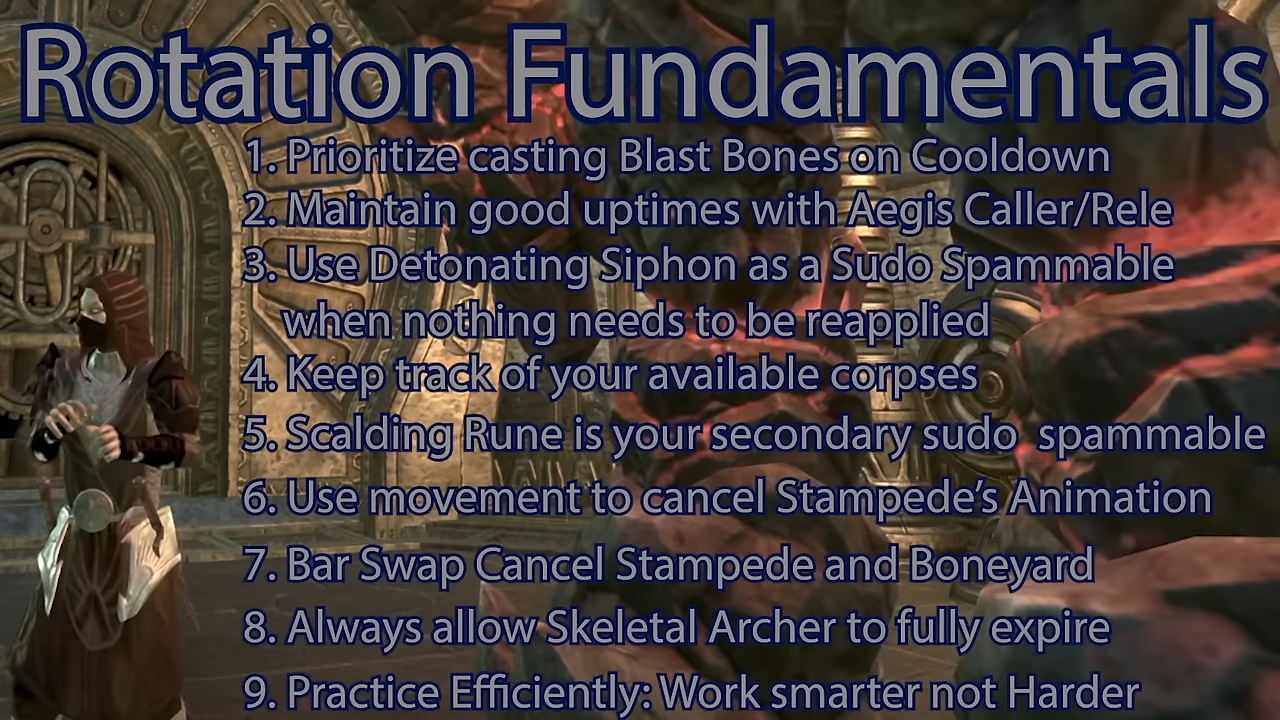 Rotation Fundamentals
1. Prioritize casting Blast Bones on Cooldown
2. Maintain good uptimes with Aegis Caller/Rele
3. Use Detonating Siphon as a Sudo Spammable
when nothing needs to be reapplied
4. Keep track of your available corpses
5. Scalding Rune is your secondary sudo spammable
6. Use movement to cancel Stampede's Animation
7. Bar Swap Cancel Stampede and Boneyard
8. Always allow Skeletal Archer to fully expire
9. Practice Efficiently: Work smarter not Harder